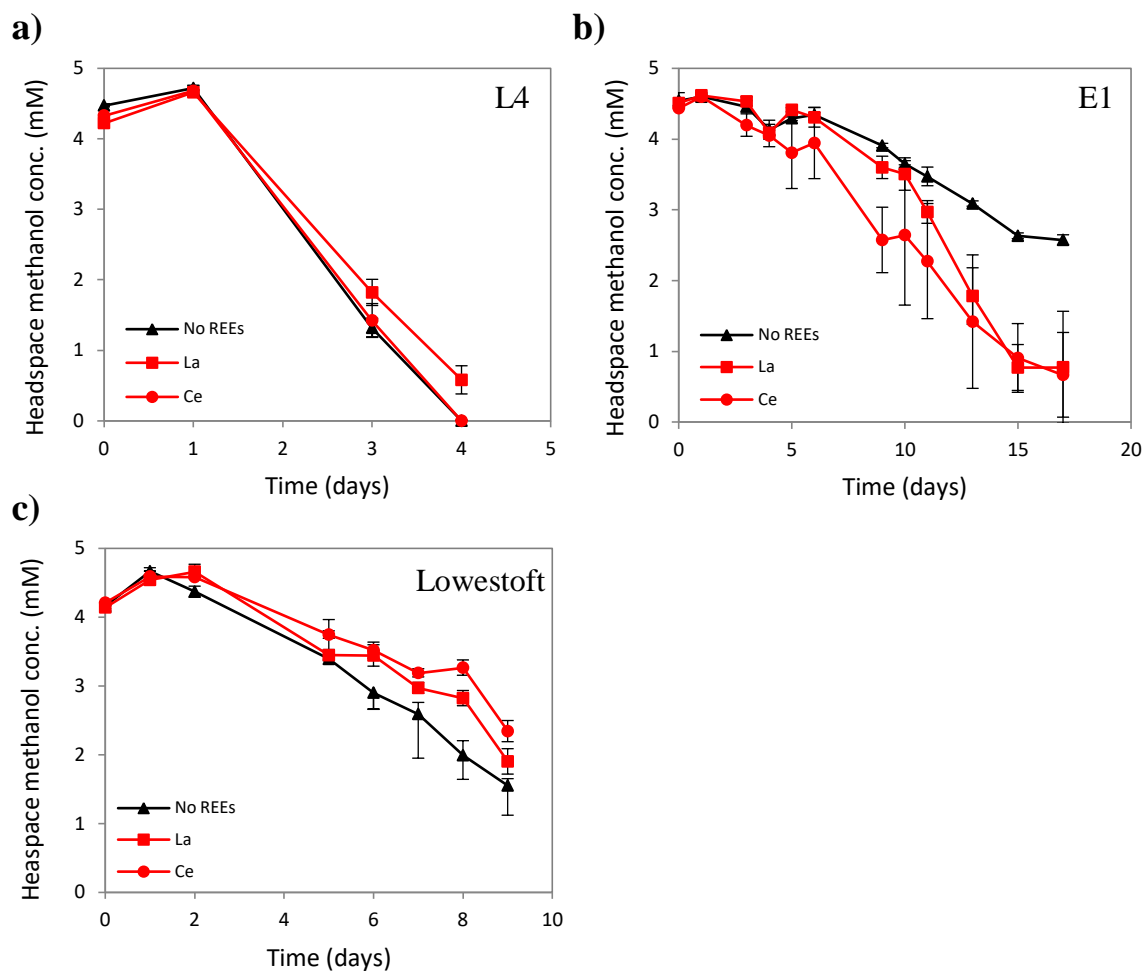 a)
L4
Headspace methanol conc. (mM)
5
4
3
2
1
0
No REEs
La
Ce
0 1 2 3 4 5
Time (days)
b)
E1
Headspace methanol conc. (mM)
5
4
3
2
1
0
No REEs
La
Ce
0 5 10 15 20
Time (days)
c)
Lowestoft
Heaspace methanol conc. (mM)
5
4
3
2
1
0
No REEs
La
Ce
0 2 4 6 8 10
Time (days)